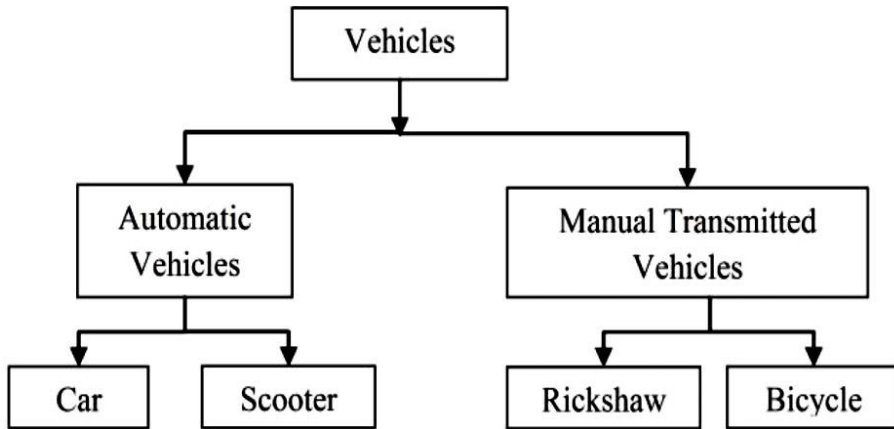 Vehicles
Automatic
Vehicles
Manual Transmitted
Vehicles
Car
Scooter
Rickshaw
Bicycle